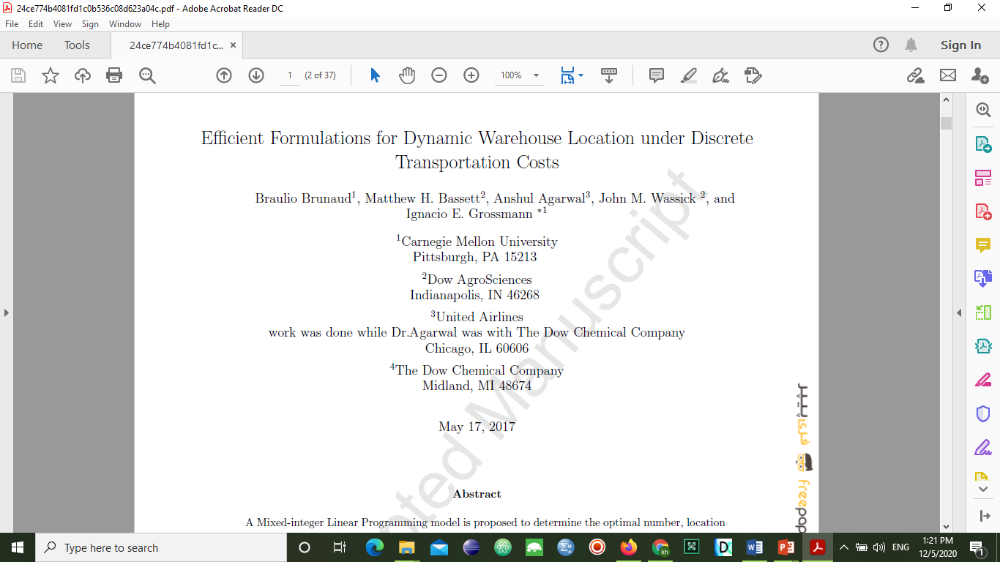 24ce774b4081fd1c0b536c08d623a04c.pdf - Adobe Acrobat Reader DC
File Edit View Sign Window Help
Home Tools 24ce774b4081fd1c... × Sign In
1 (2 of 37) 100%
Efficient Formulations for Dynamic Warehouse Location under Discrete
Transportation Costs
Braulio Brunaud1, Matthew H. Bassett2, Anshul Agarwal3, John M. Wassick 2, and
Ignacio E. Grossmann *1
1Carnegie Mellon University
Pittsburgh, PA 15213
2Dow AgroSciences
Indianapolis, IN 46268
3United Airlines
work was done while Dr.Agarwal was with The Dow Chemical Company
Chicago, IL 60606
4The Dow Chemical Company
Midland, MI 48674
May 17, 2017
Abstract
A Mixed-integer Linear Programming model is proposed to determine the optimal number, location
pted Manuscript
freepap
فری
Type here to search
ENG
1:21 PM
12/5/2020
1